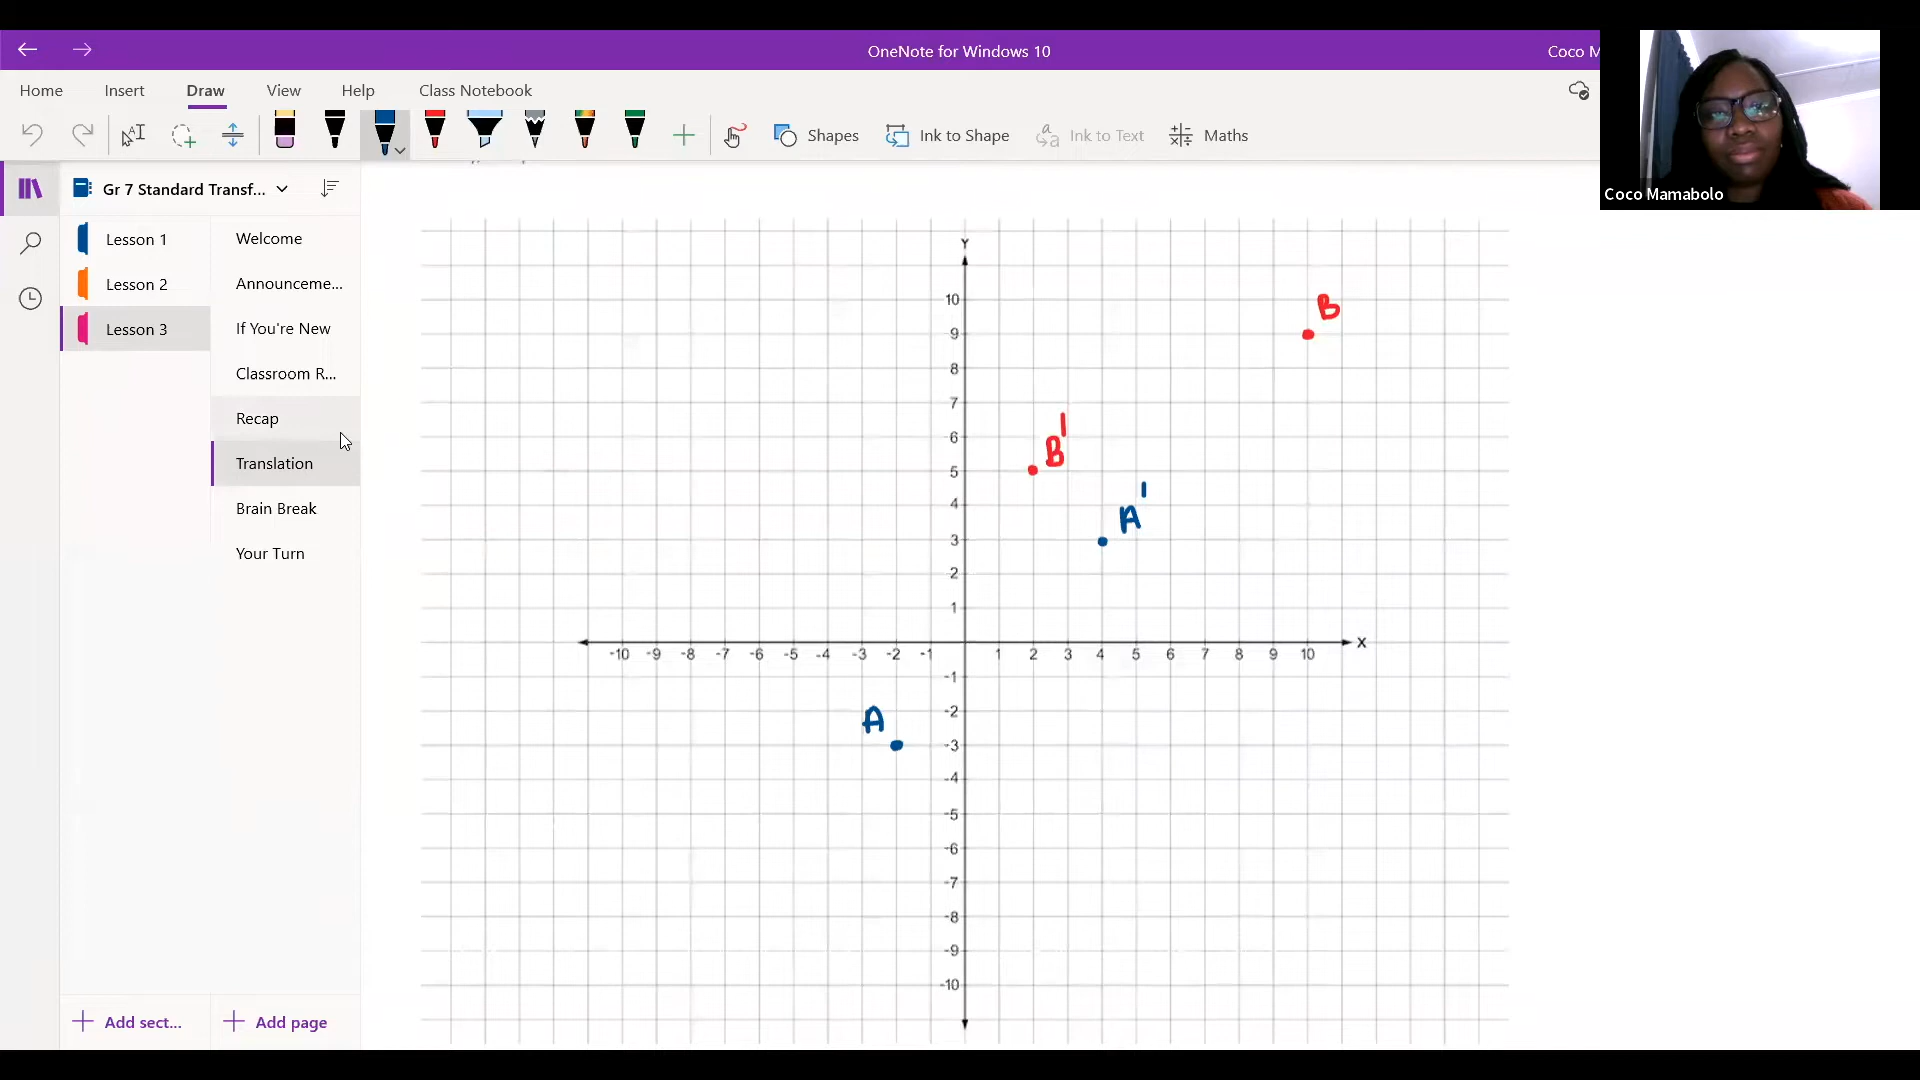 OneNote for Windows 10
Coco M
Home Insert Draw View Help Class Notebook
Shapes Ink to Shape Ink to Text Maths
Coco Mamabolo
Gr 7 Standard Transf...
Lesson 1
Lesson 2
Lesson 3
Welcome
Announceme...
If You're New
Classroom R...
Recap
Translation
Brain Break
Your Turn
Add sect...
Add page
Y
10
9
8
7
6
5
4
3
2
1
-10 -9 -8 -7 -6 -5 -4 -3 -2 -1 1 2 3 4 5 6 7 8 9 10 X
-1
-2
-3
-4
-5
-6
-7
-8
-9
-10
B
B'
A'
A